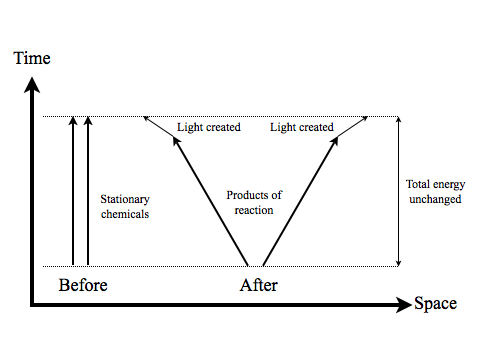 Time
Light created
Light created
Stationary
chemicals
Products of
reaction
Total energy
unchanged
Before
After
Space